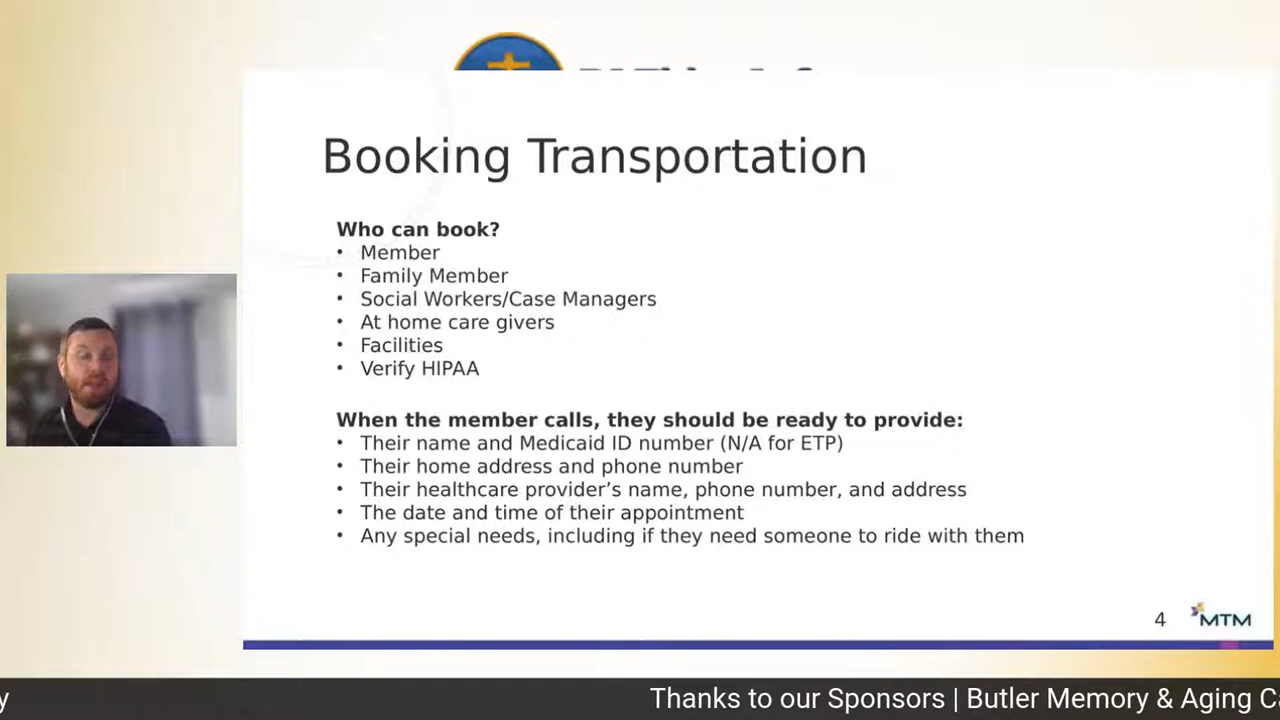 Booking Transportation
Who can book?
• Member
• Family Member
• Social Workers/Case Managers
• At home care givers
• Facilities
• Verify HIPAA
When the member calls, they should be ready to provide:
• Their name and Medicaid ID number (N/A for ETP)
• Their home address and phone number
• Their healthcare provider’s name, phone number, and address
• The date and time of their appointment
• Any special needs, including if they need someone to ride with them
4
MTM
y Thanks to our Sponsors | Butler Memory & Aging